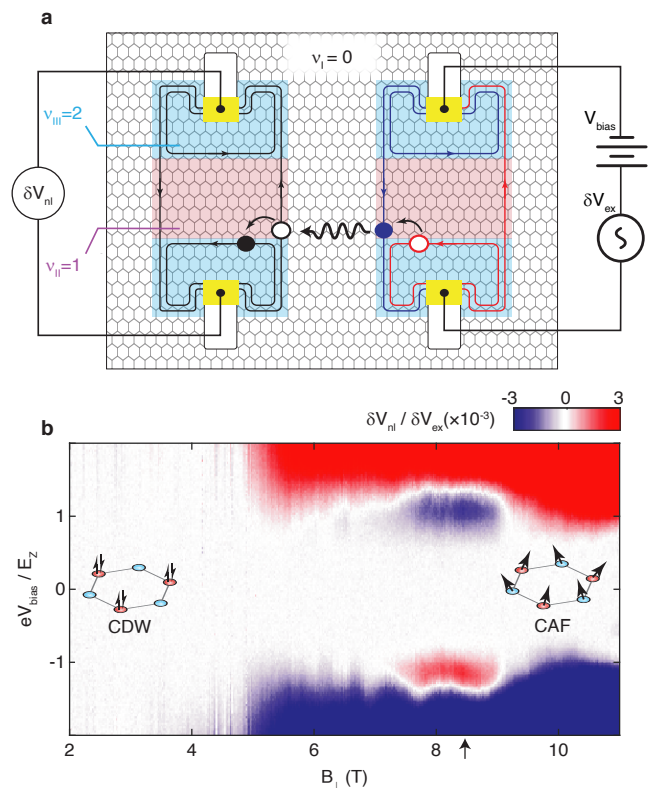 a
ν_I=0
ν_III=2
V_bias
δV_nl
δV_ex
ν_II=1
b
δV_nl / δV_ex (×10⁻³)
-3 0 3
eV_bias / E_Z
1
0
-1
CDW
CAF
2 4 6 8 10
B_⊥ (T)